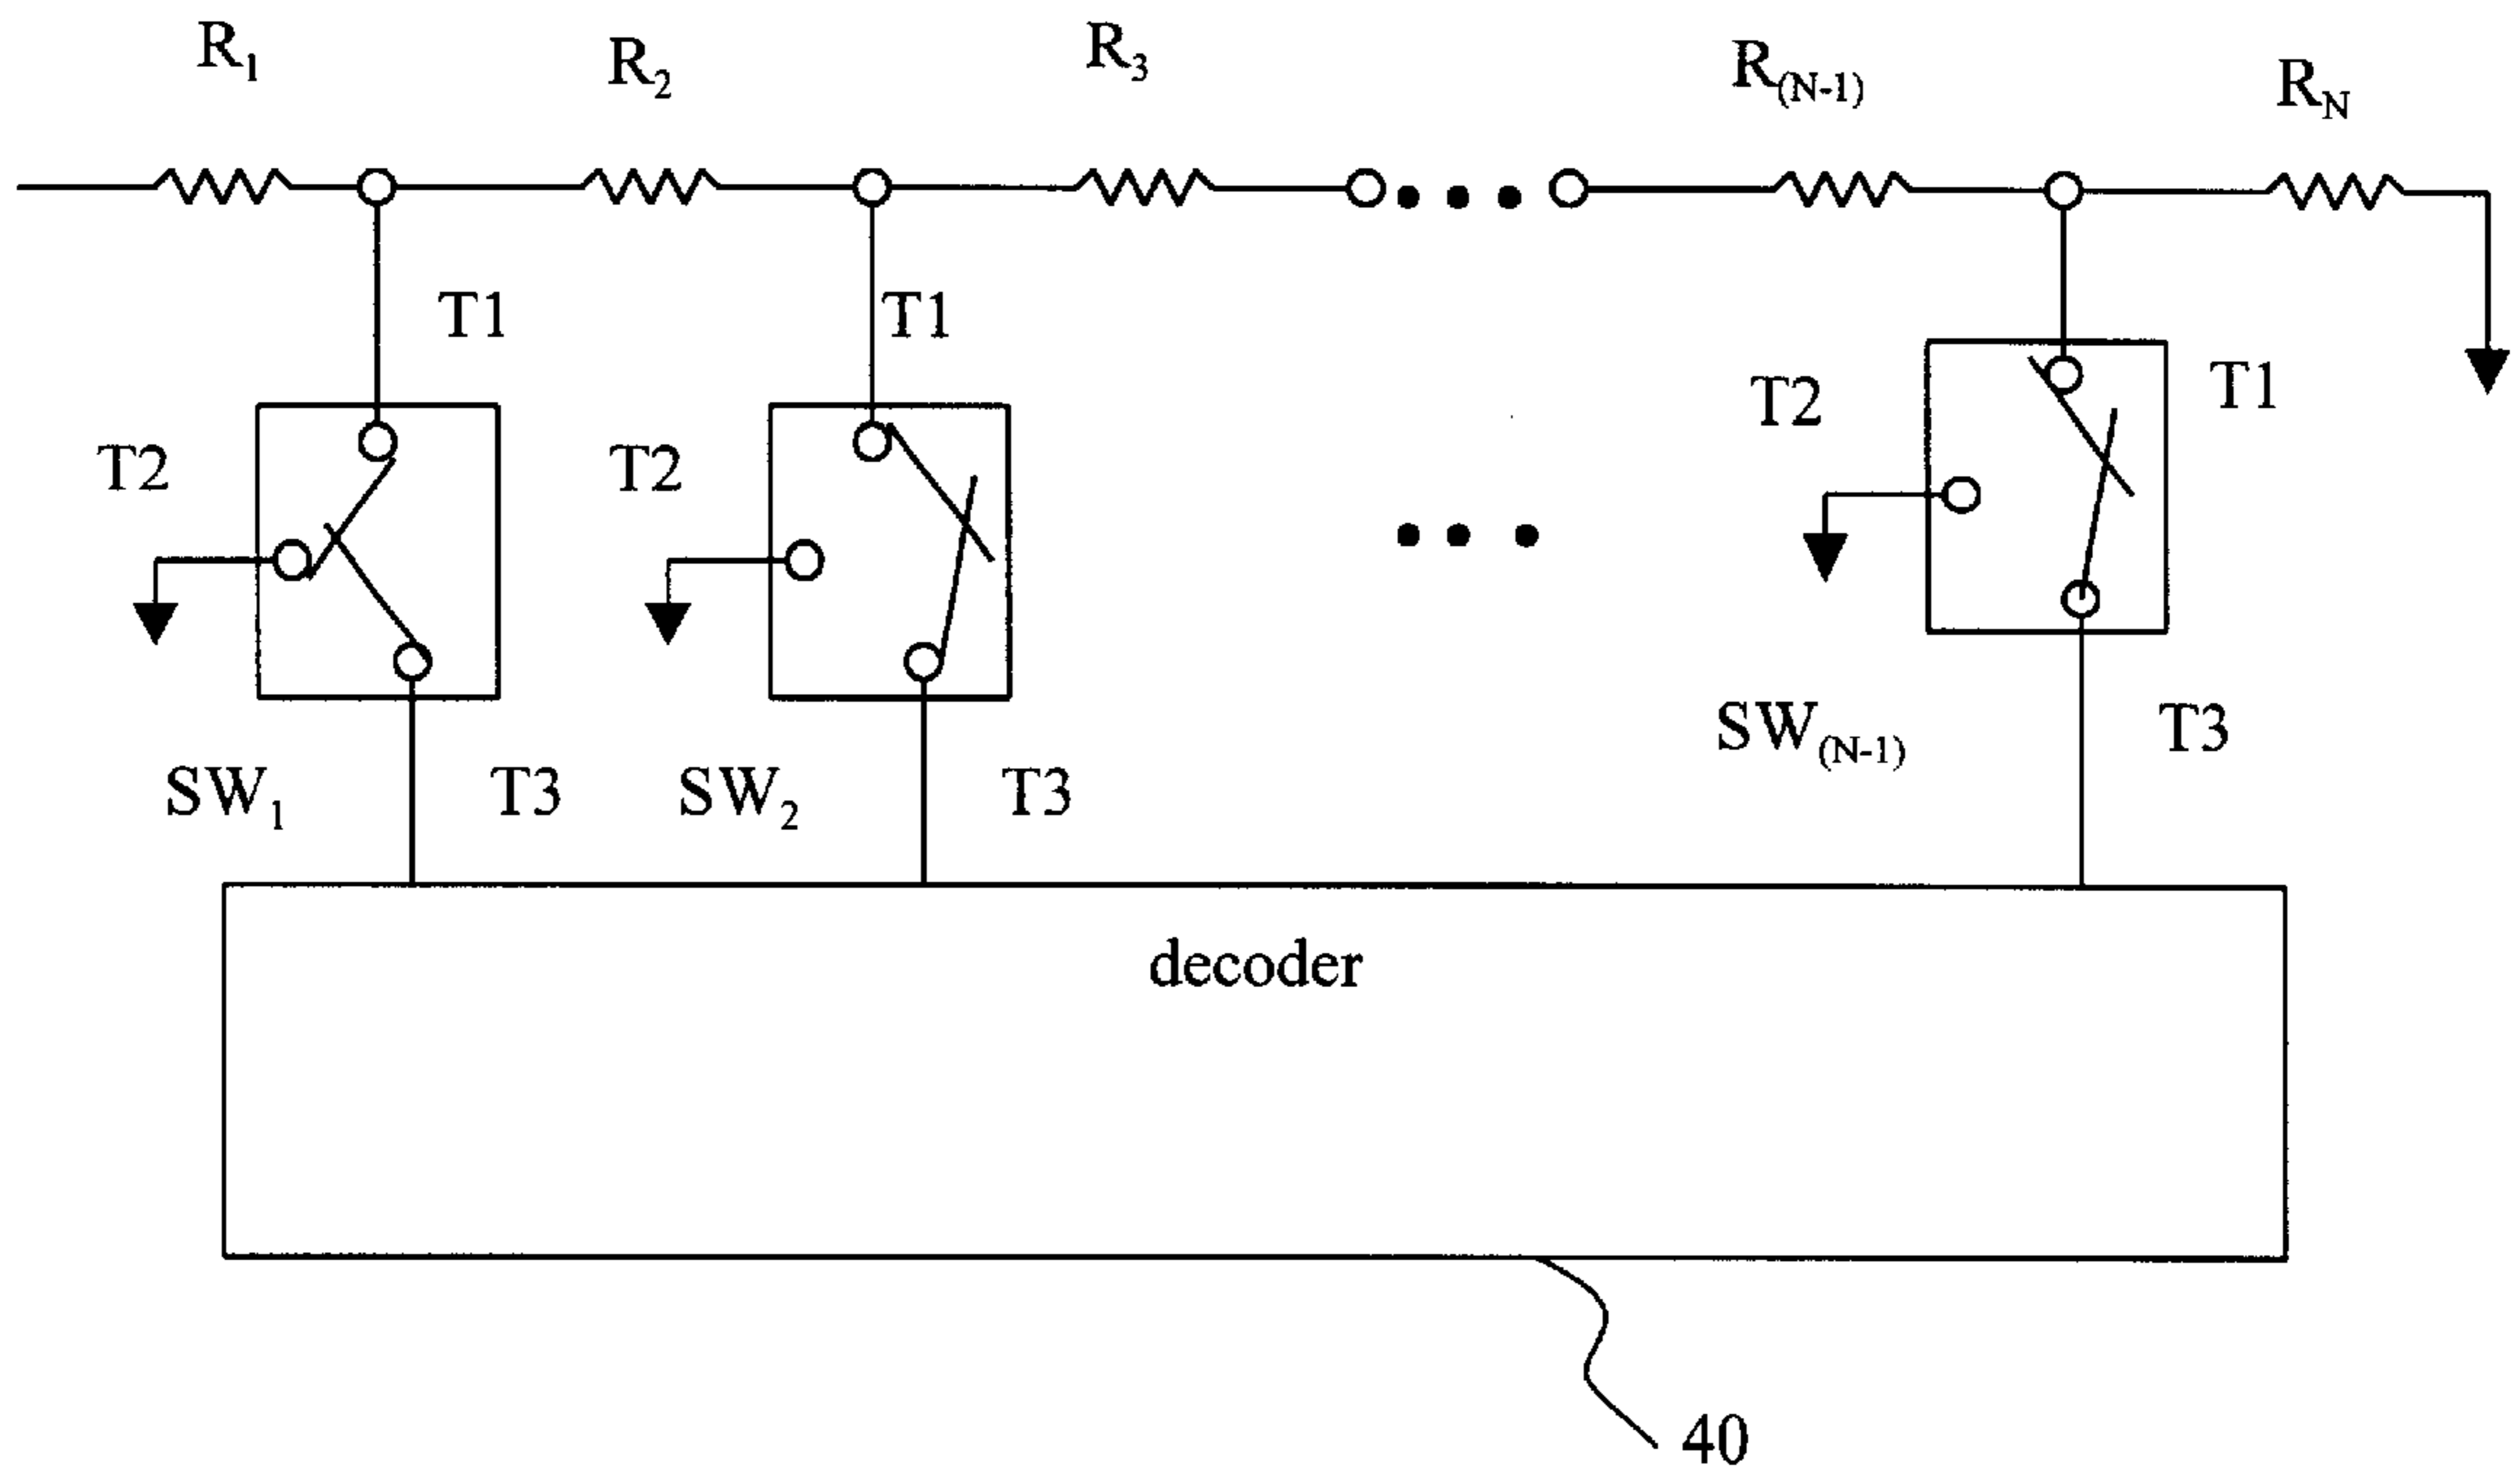 R1
R2
R3
R(N-1)
RN
T1
T1
T2
T1
T2
T2
SW1
T3
SW2
T3
SW(N-1)
T3
decoder
40